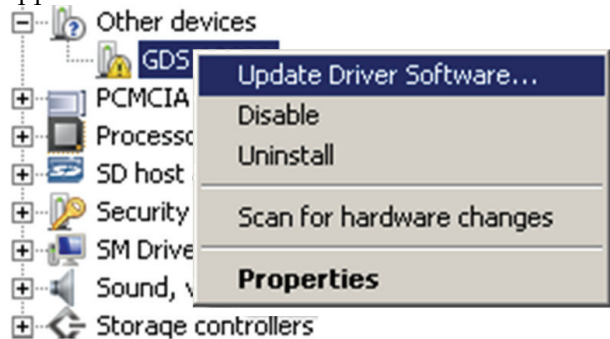 Other devices
GDS
Update Driver Software...
PCMCIA
Disable
Uninstall
SD host
Security
Scan for hardware changes
SM Drive
Properties
Sound,
Storage controllers